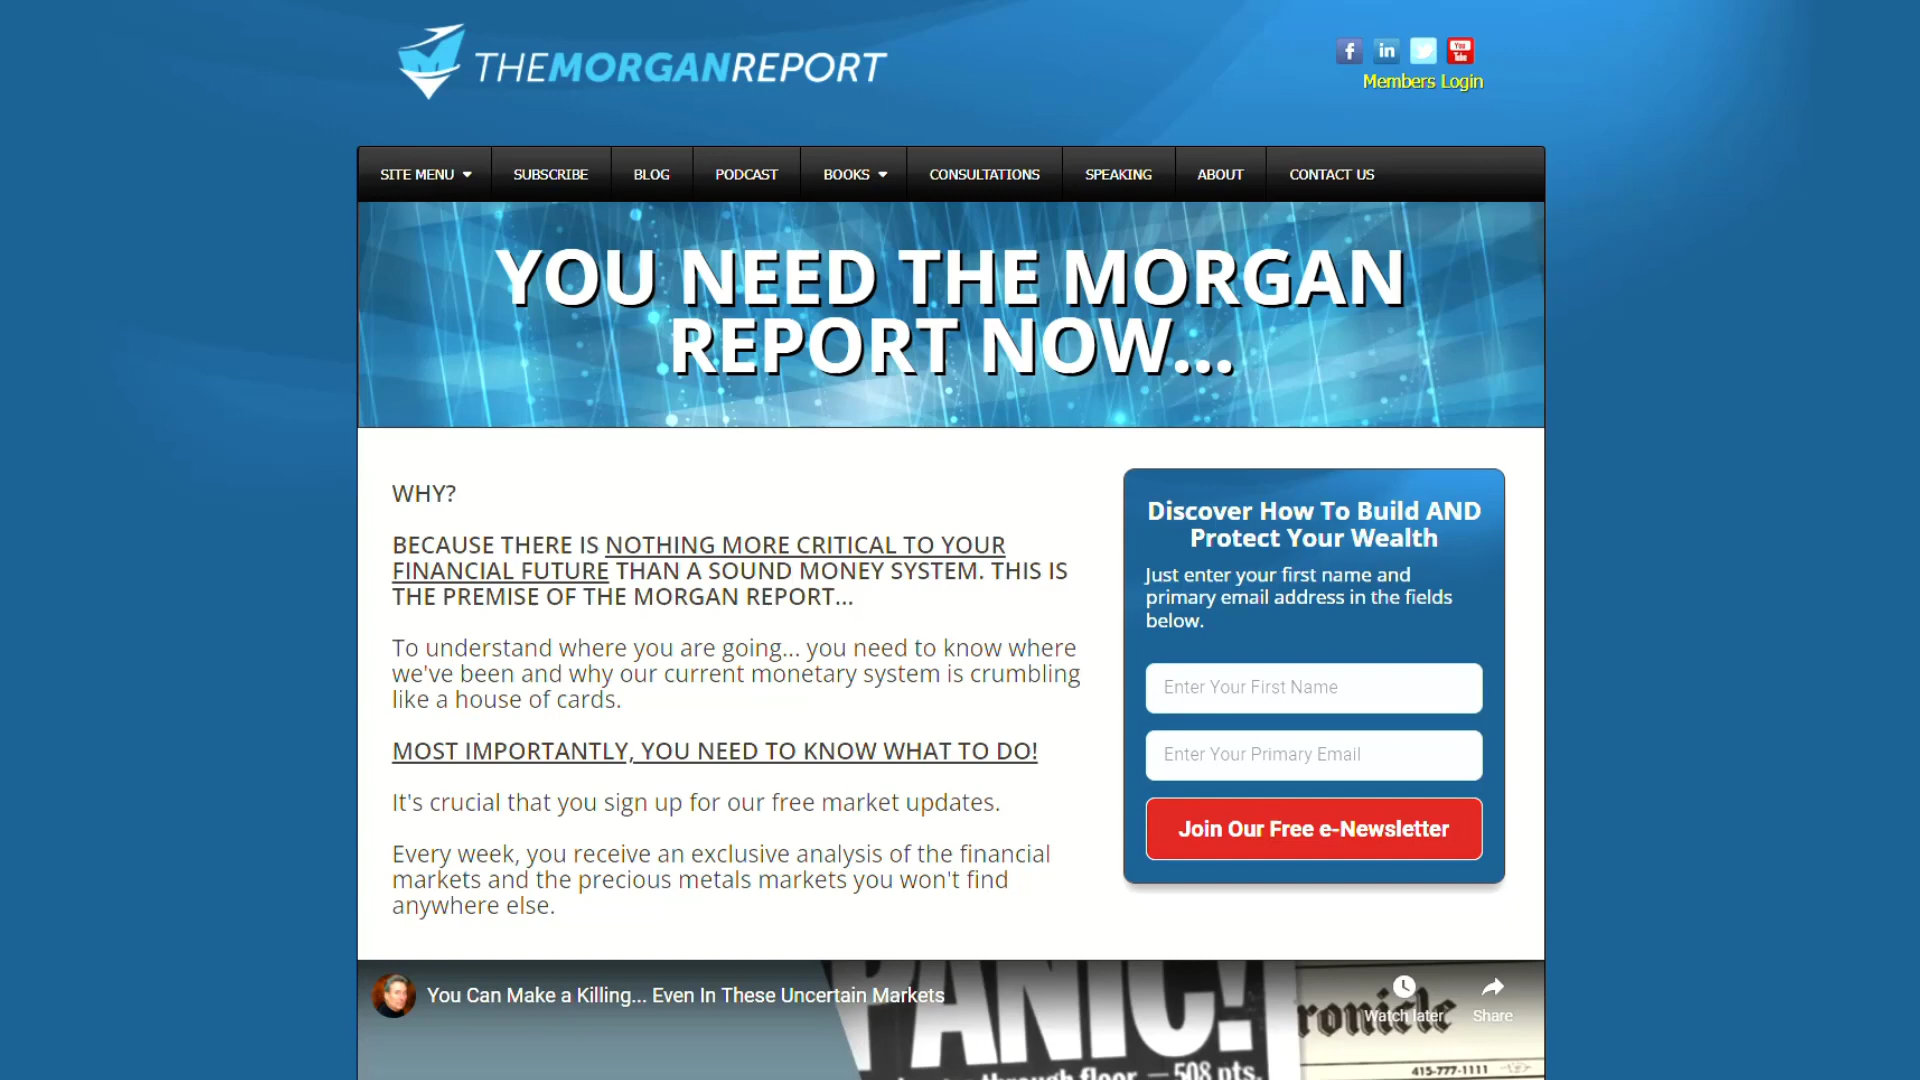 THEMORGANREPORT
Members Login
SITE MENU
SUBSCRIBE
BLOG
PODCAST
BOOKS
CONSULTATIONS
SPEAKING
ABOUT
CONTACT US
YOU NEED THE MORGAN
REPORT NOW...
WHY?
BECAUSE THERE IS NOTHING MORE CRITICAL TO YOUR
FINANCIAL FUTURE THAN A SOUND MONEY SYSTEM. THIS IS
THE PREMISE OF THE MORGAN REPORT...
To understand where you are going... you need to know where
we've been and why our current monetary system is crumbling
like a house of cards.
MOST IMPORTANTLY, YOU NEED TO KNOW WHAT TO DO!
It's crucial that you sign up for our free market updates.
Every week, you receive an exclusive analysis of the financial
markets and the precious metals markets you won't find
anywhere else.
Discover How To Build AND
Protect Your Wealth
Just enter your first name and
primary email address in the fields
below.
Enter Your First Name
Enter Your Primary Email
Join Our Free e-Newsletter
You Can Make a Killing... Even In These Uncertain Markets
Watch later
Share
PANIC!
ronicle
415-777-1111
through floor — 508 pts.